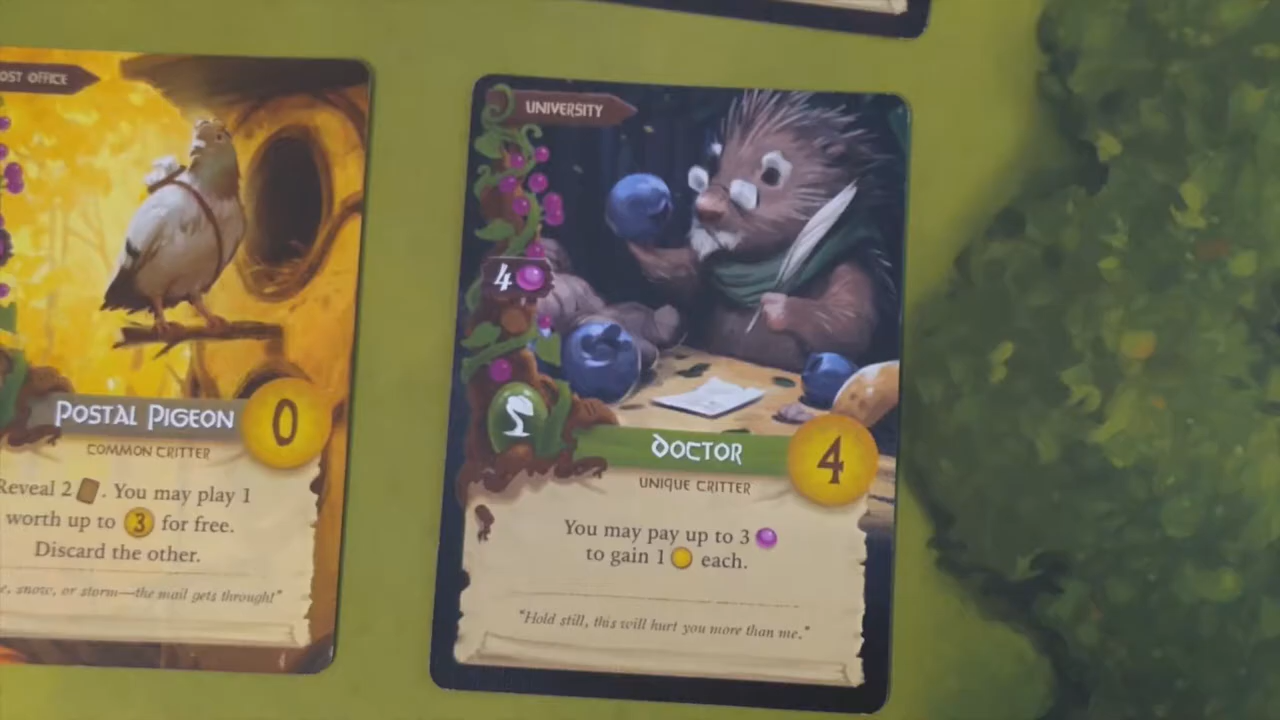 OST OFFICE
0
POSTAL PIGEON
COMMON CRITTER
Reveal 2 . You may play 1
worth up to 3 for free.
Discard the other.
snow, or storm—the mail gets through!"
UNIVERSITY
4
DOCTOR
4
UNIQUE CRITTER
You may pay up to 3
to gain 1 each.
"Hold still, this will hurt you more than me."